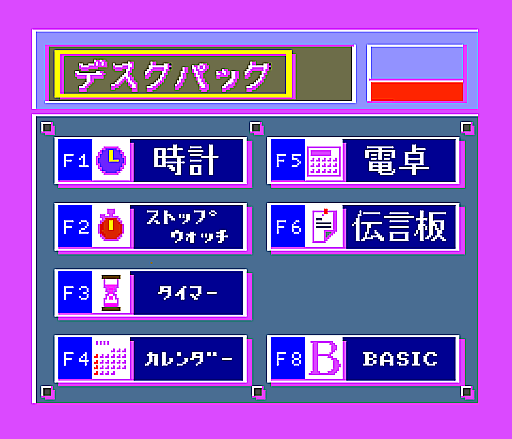 デスクパック
F1 時計
F2 ストップ
ウォッチ
F3 タイマー
F4 カレンダー
F5 電卓
F6 伝言板
F8 BASIC